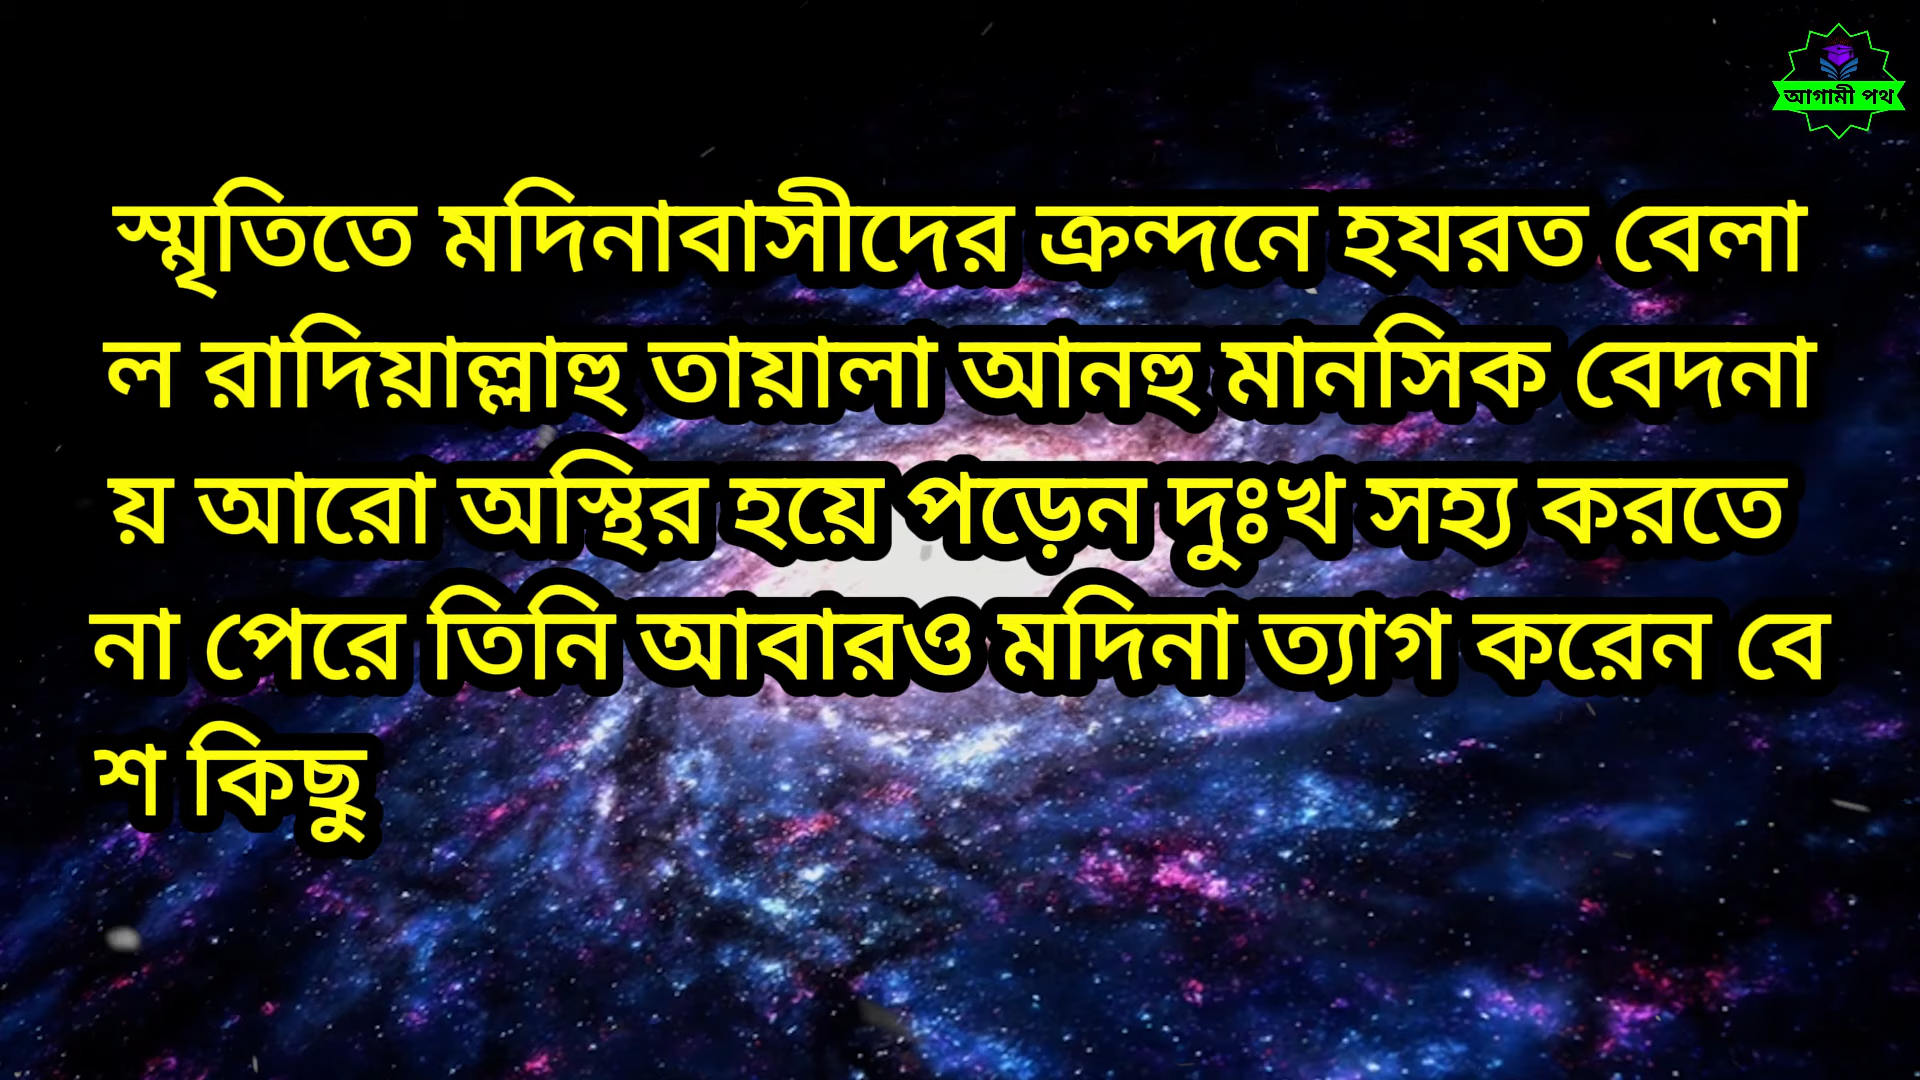 আগামী পথ
স্মৃতিতে মদিনাবাসীদের ক্রন্দনে হযরত বেলা
ল রাদিয়াল্লাহু তায়ালা আনহু মানসিক বেদনা
য় আরো অস্থির হয়ে পড়েন দুঃখ সহ্য করতে
না পেরে তিনি আবারও মদিনা ত্যাগ করেন বে
শ কিছু